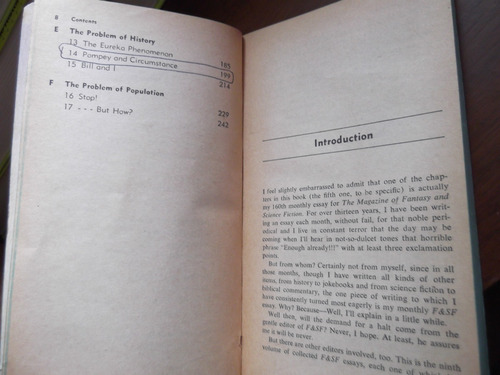 8 Contents
E The Problem of History
13 The Eureka Phenomenon 185
14 Pompey and Circumstance 199
15 Bill and I 214
F The Problem of Population
16 Stop! 229
17 - - - But How? 242
Introduction
I feel slightly embarrassed to admit that one of the chap-
ters in this book (the fifth one, to be specific) is actually
my 160th monthly essay for The Magazine of Fantasy and
Science Fiction. For over thirteen years, I have been writ-
ing an essay each month, without fail, for that noble peri-
odical and I live in constant terror that the day may be
coming when I'll hear in not-so-dulcet tones that horrible
phrase "Enough already!!!" with at least three exclamation
points.
But from whom? Certainly not from myself, since in all
those months, though I have written all kinds of other
items, from history to jokebooks and from science fiction to
biblical commentary, the one piece of writing to which I
have consistently turned most eagerly is my monthly F&SF
essay. Why? Because—Well, I'll explain in a little while.
Well then, will the demand for a halt come from the
gentle editor of F&SF? Never, I hope. At least, he assures
me it will be never.
But there are other editors involved, too. This is the ninth
volume of collected F&SF essays, each one of which